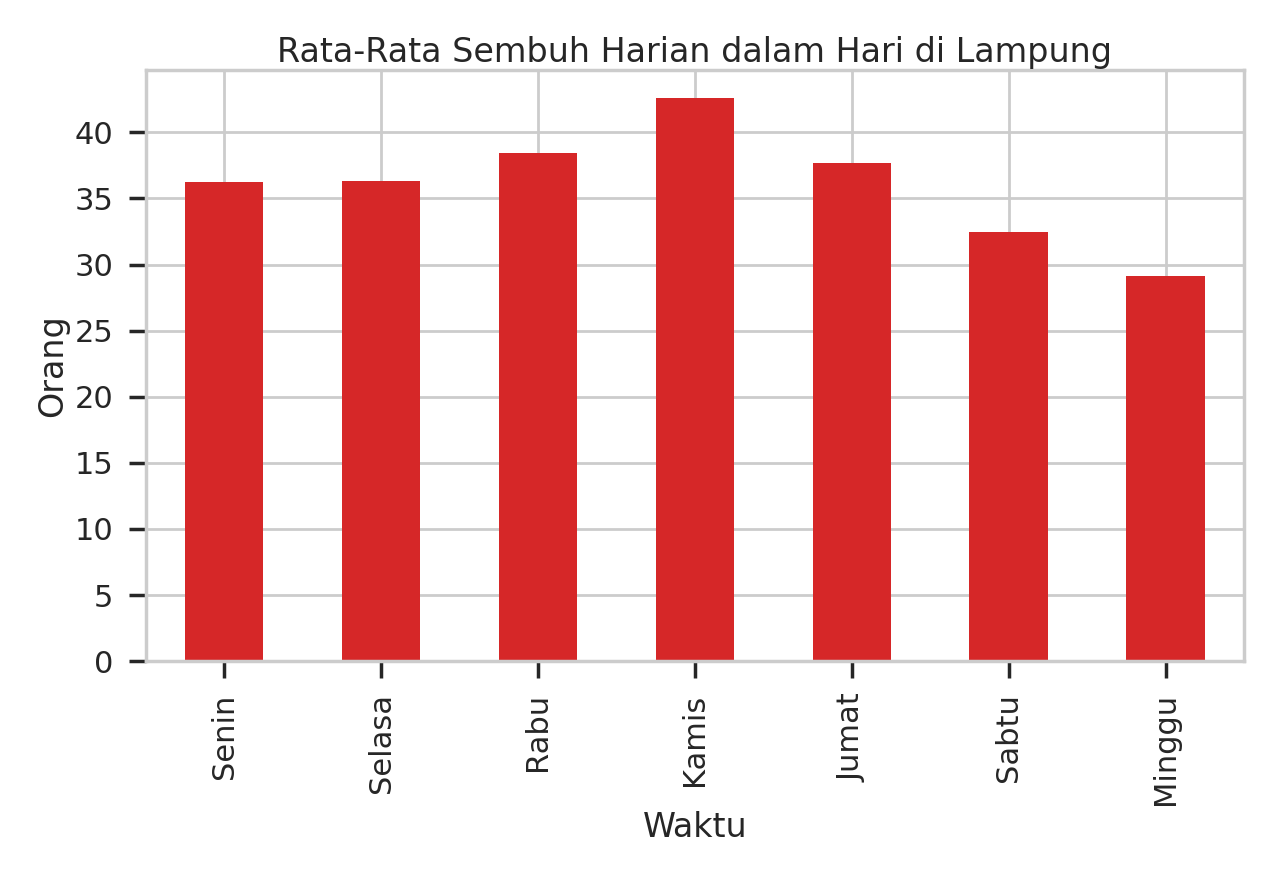 Rata-Rata Sembuh Harian dalam Hari di Lampung
Orang
40
35
30
25
20
15
10
5
0
Senin
Selasa
Rabu
Kamis
Jumat
Sabtu
Minggu
Waktu